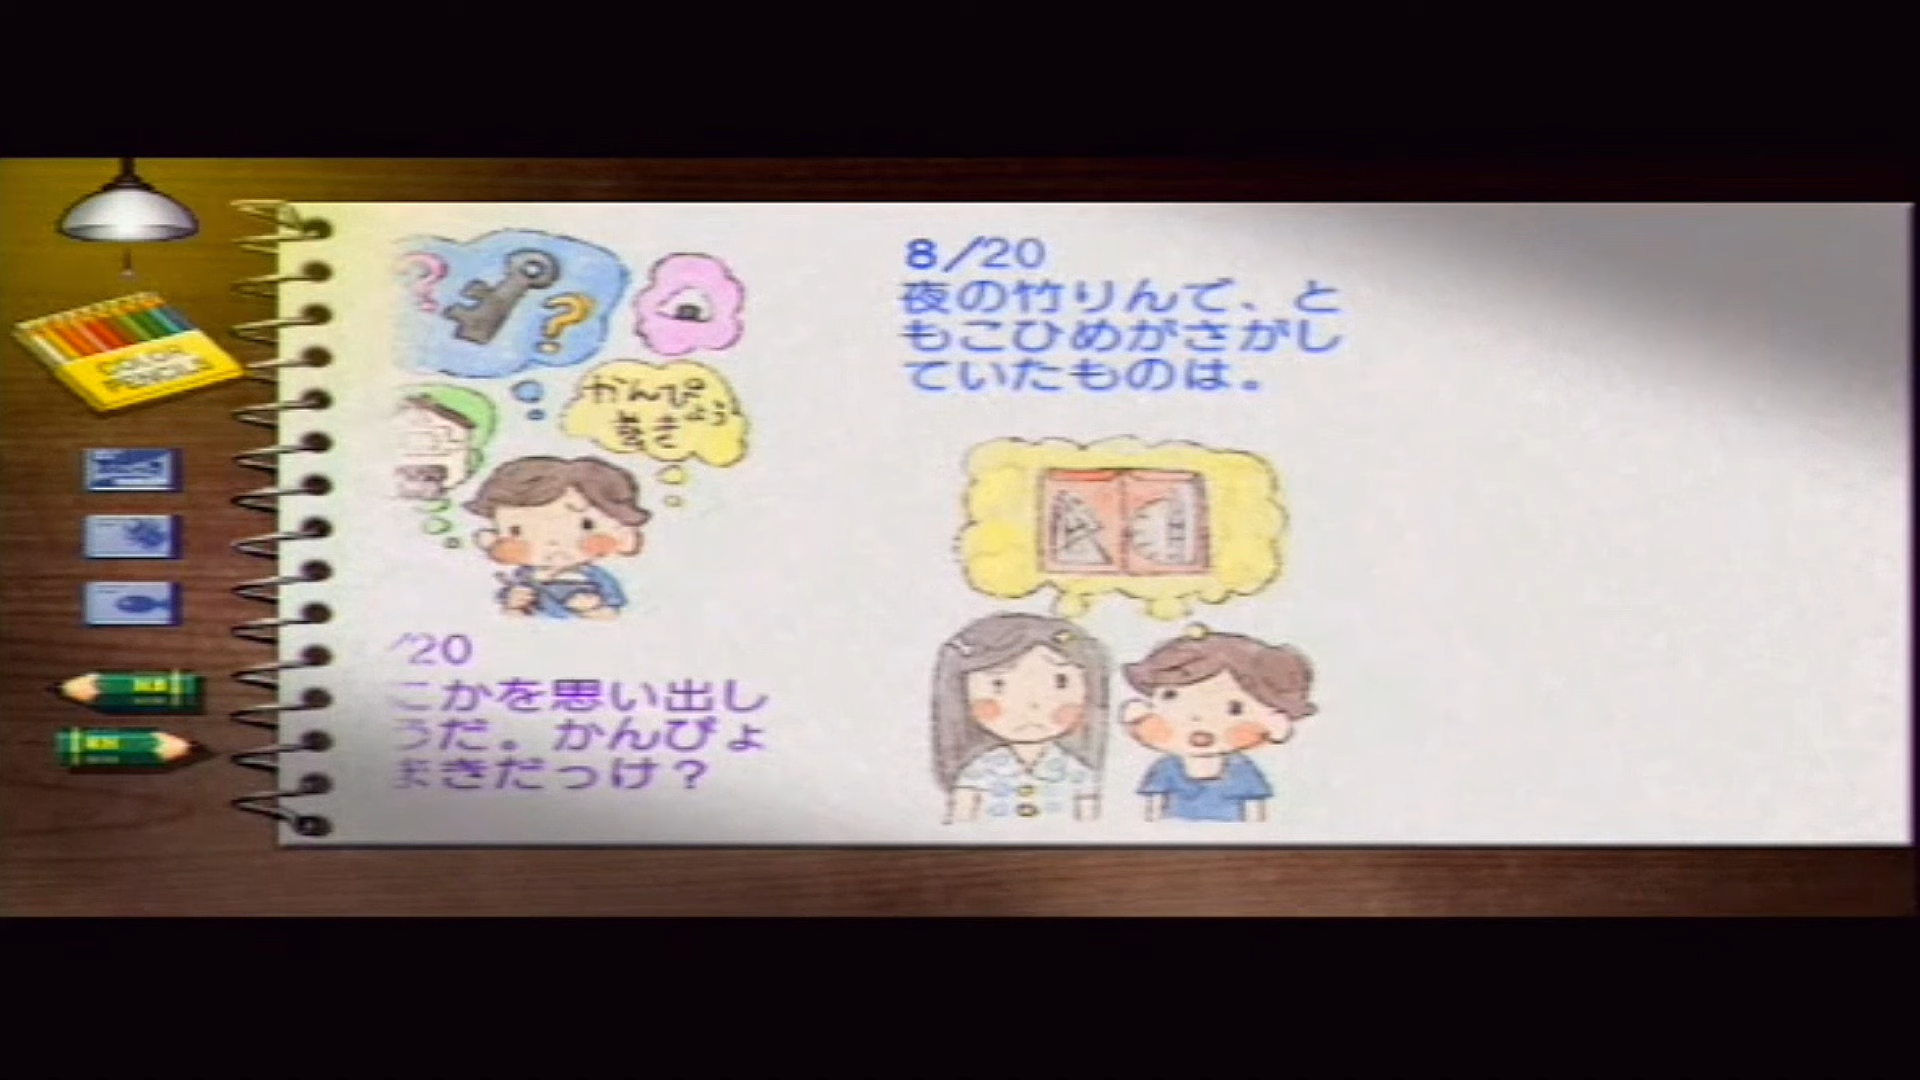 かんぴょう
巻き
/20
こかを思い出し
うだ。かんぴょ
まきだっけ？
8/20
夜の竹りんで、と
もこひめがさがし
ていたものは。